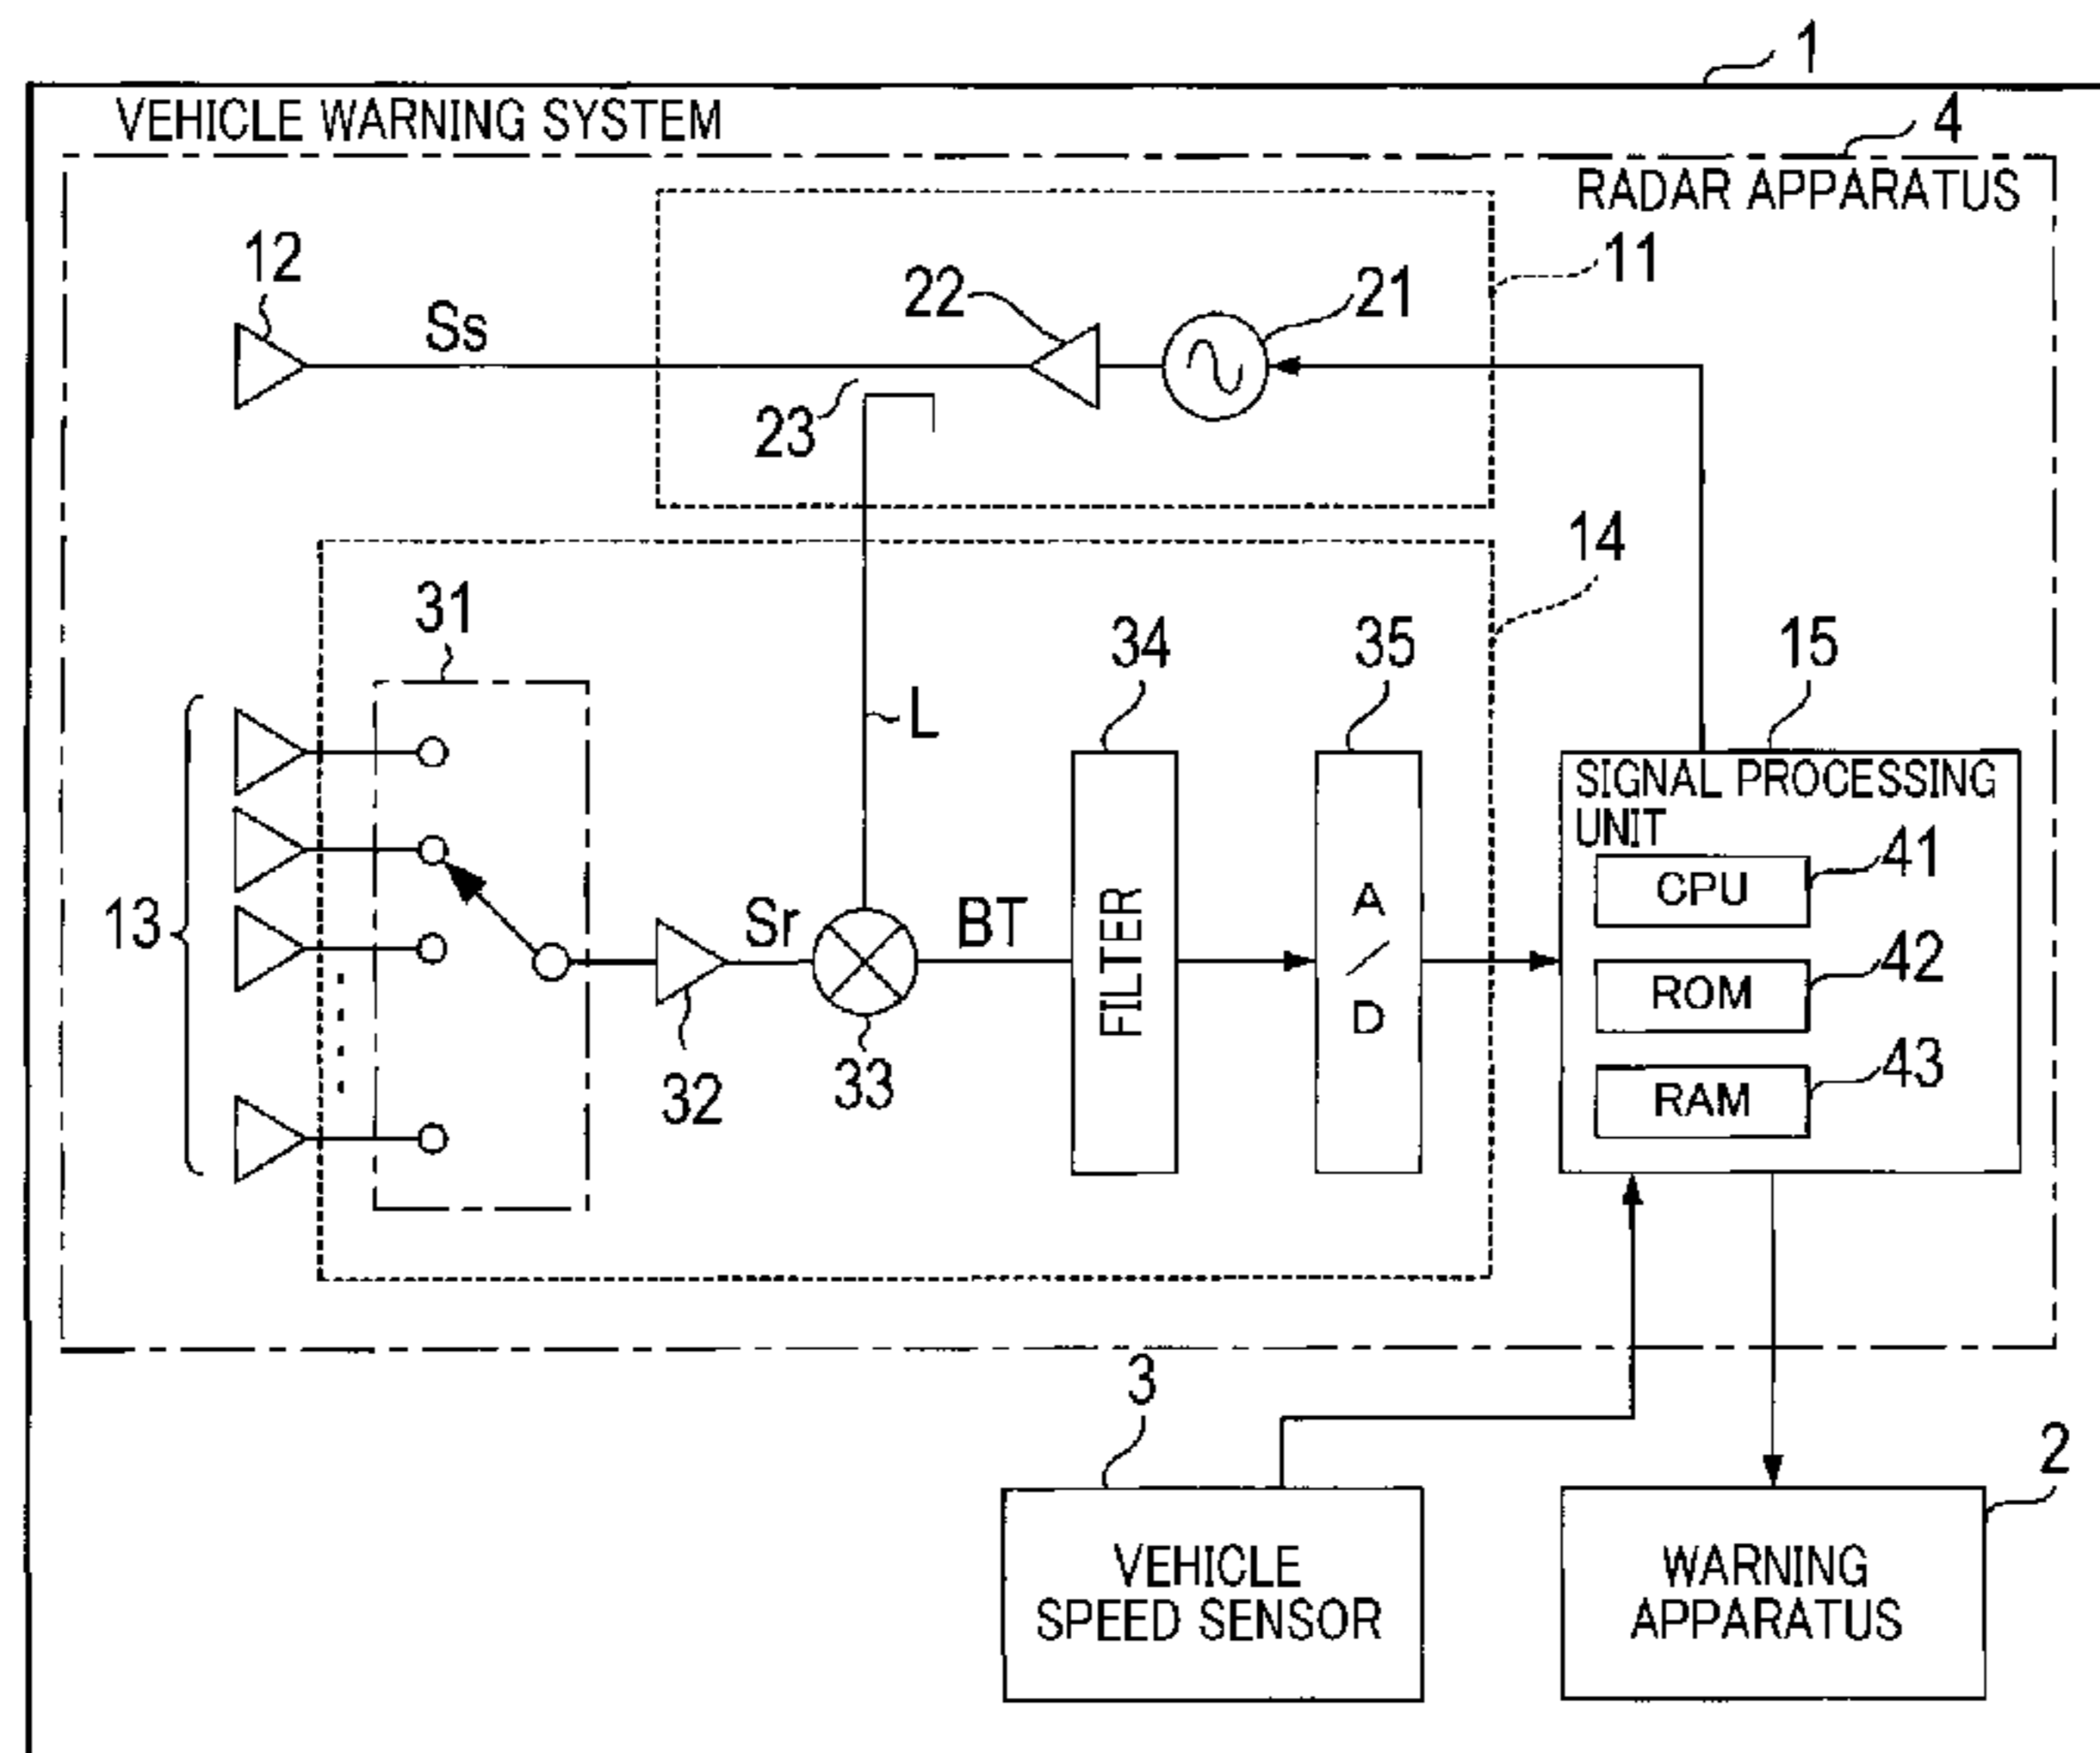 1
VEHICLE WARNING SYSTEM
4
RADAR APPARATUS
12
Ss
22
21
11
23
14
31
34
35
15
L
SIGNAL PROCESSING
UNIT
13
Sr
BT
FILTER
A
/
D
CPU
41
ROM
42
RAM
43
32
33
3
2
VEHICLE
SPEED SENSOR
WARNING
APPARATUS